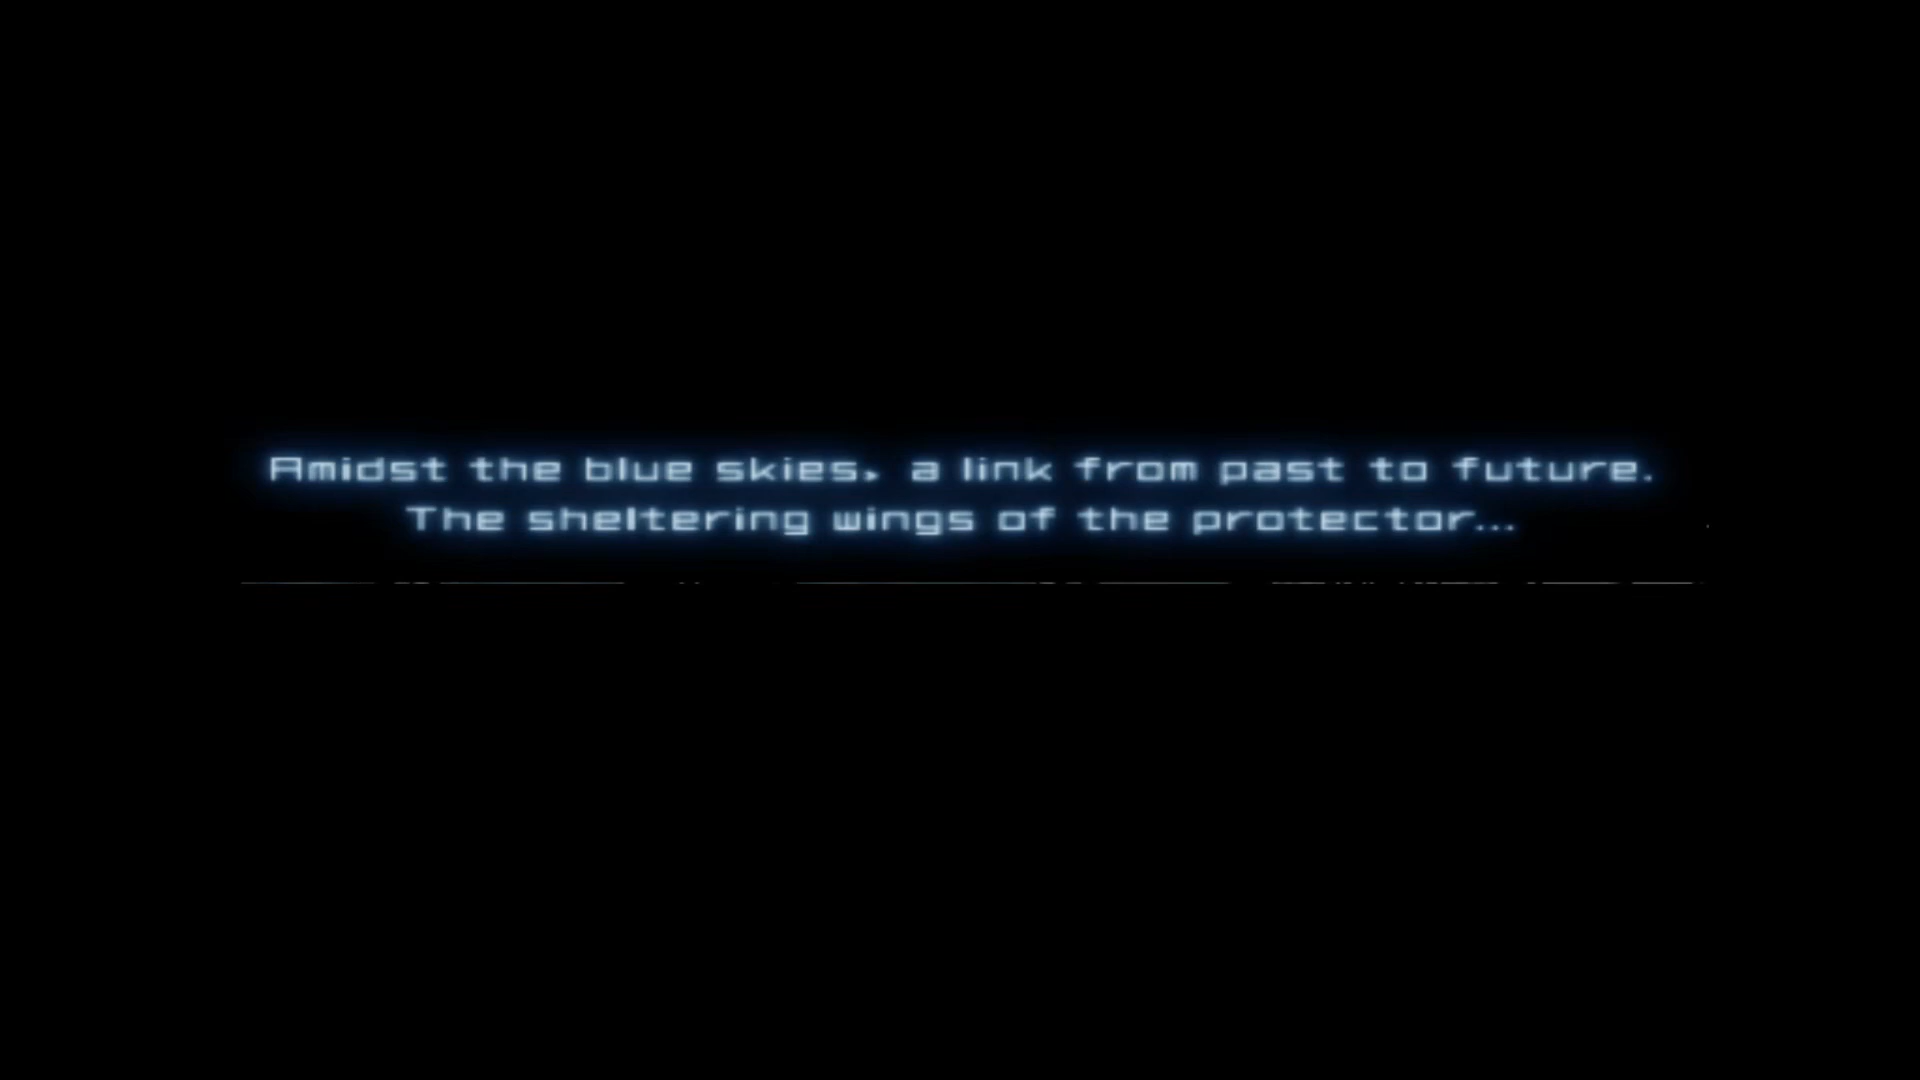 Amidst the blue skies, a link from past to future.
The sheltering wings of the protector...